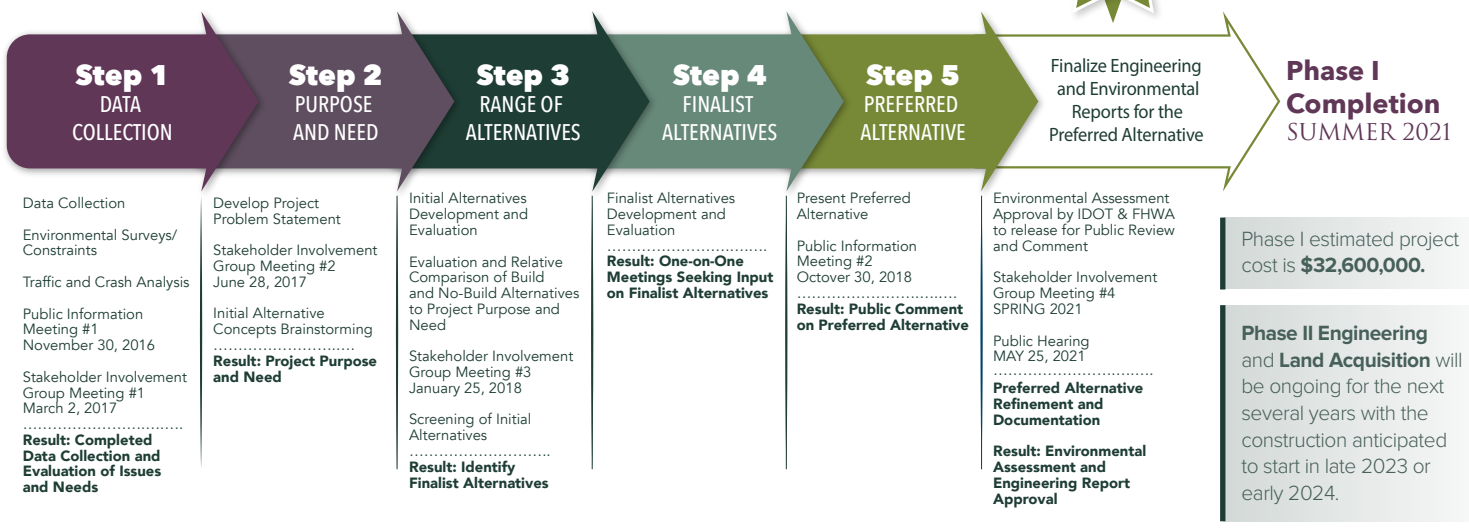 Step 1
DATA
COLLECTION
Step 2
PURPOSE
AND NEED
Step 3
RANGE OF
ALTERNATIVES
Step 4
FINALIST
ALTERNATIVES
Step 5
PREFERRED
ALTERNATIVE
Finalize Engineering
and Environmental
Reports for the
Preferred Alternative
Phase I
Completion
SUMMER 2021
Data Collection
Environmental Surveys/
Constraints
Traffic and Crash Analysis
Public Information
Meeting #1
November 30, 2016
Stakeholder Involvement
Group Meeting #1
March 2, 2017
Result: Completed
Data Collection and
Evaluation of Issues
and Needs
Develop Project
Problem Statement
Stakeholder Involvement
Group Meeting #2
June 28, 2017
Initial Alternative
Concepts Brainstorming
Result: Project Purpose
and Need
Initial Alternatives
Development and
Evaluation
Evaluation and Relative
Comparison of Build
and No-Build Alternatives
to Project Purpose and
Need
Stakeholder Involvement
Group Meeting #3
January 25, 2018
Screening of Initial
Alternatives
Result: Identify
Finalist Alternatives
Finalist Alternatives
Development and
Evaluation
Result: One-on-One
Meetings Seeking Input
on Finalist Alternatives
Present Preferred
Alternative
Public Information
Meeting #2
Octover 30, 2018
Result: Public Comment
on Preferred Alternative
Environmental Assessment
Approval by IDOT & FHWA
to release for Public Review
and Comment
Stakeholder Involvement
Group Meeting #4
SPRING 2021
Public Hearing
MAY 25, 2021
Preferred Alternative
Refinement and
Documentation
Result: Environmental
Assessment and
Engineering Report
Approval
Phase I estimated project
cost is $32,600,000.
Phase II Engineering
and Land Acquisition will
be ongoing for the next
several years with the
construction anticipated
to start in late 2023 or
early 2024.